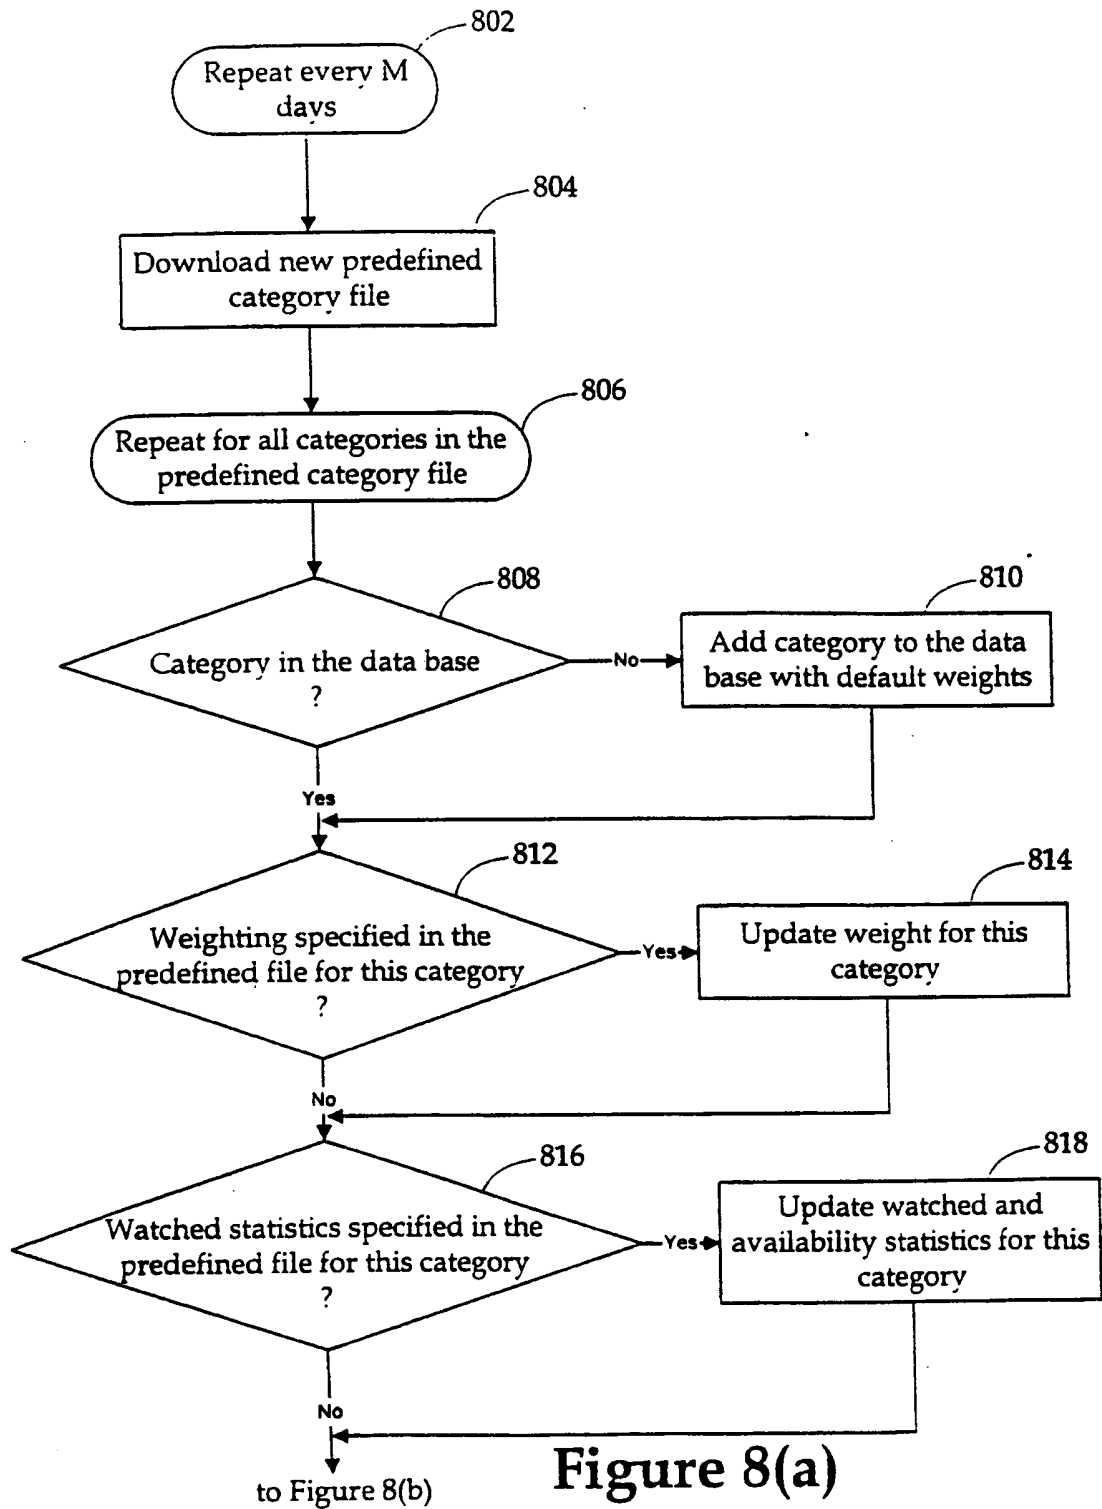 802
Repeat every M
days
804
Download new predefined
category file
806
Repeat for all categories in the
predefined category file
808
Category in the data base
?
No
810
Add category to the data
base with default weights
Yes
812
Weighting specified in the
predefined file for this category
?
Yes
814
Update weight for this
category
No
816
Watched statistics specified in the
predefined file for this category
?
Yes
818
Update watched and
availability statistics for this
category
No
to Figure 8(b)
Figure 8(a)